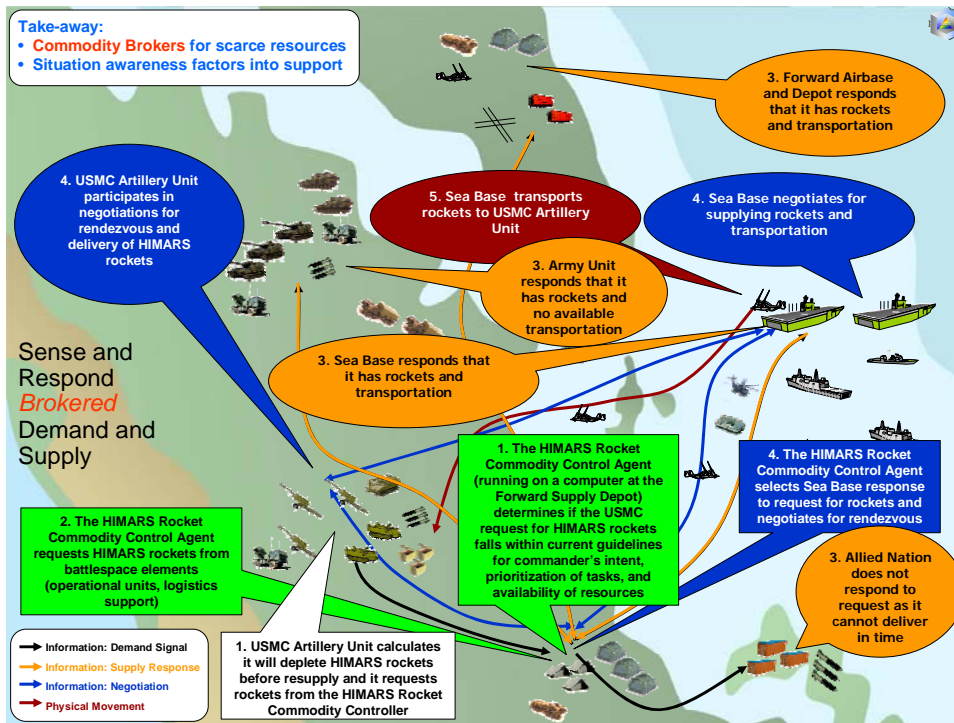 Take-away:
• Commodity Brokers for scarce resources
• Situation awareness factors into support
3. Forward Airbase
and Depot responds
that it has rockets
and transportation
4. USMC Artillery Unit
participates in
negotiations for
rendezvous and
delivery of HIMARS
rockets
5. Sea Base transports
rockets to USMC Artillery
Unit
4. Sea Base negotiates for
supplying rockets and
transportation
3. Army Unit
responds that it
has rockets and
no available
transportation
3. Sea Base responds that
it has rockets and
transportation
Sense and
Respond
Brokered
Demand and
Supply
1. The HIMARS Rocket
Commodity Control Agent
(running on a computer at the
Forward Supply Depot)
determines if the USMC
request for HIMARS rockets
falls within current guidelines
for commander's intent,
prioritization of tasks, and
availability of resources
4. The HIMARS Rocket
Commodity Control Agent
selects Sea Base response
to request for rockets and
negotiates for rendezvous
2. The HIMARS Rocket
Commodity Control Agent
requests HIMARS rockets from
battlespace elements
(operational units, logistics
support)
3. Allied Nation
does not
respond to
request as it
cannot deliver
in time
1. USMC Artillery Unit calculates
it will deplete HIMARS rockets
before resupply and it requests
rockets from the HIMARS Rocket
Commodity Controller
Information: Demand Signal
Information: Supply Response
Information: Negotiation
Physical Movement